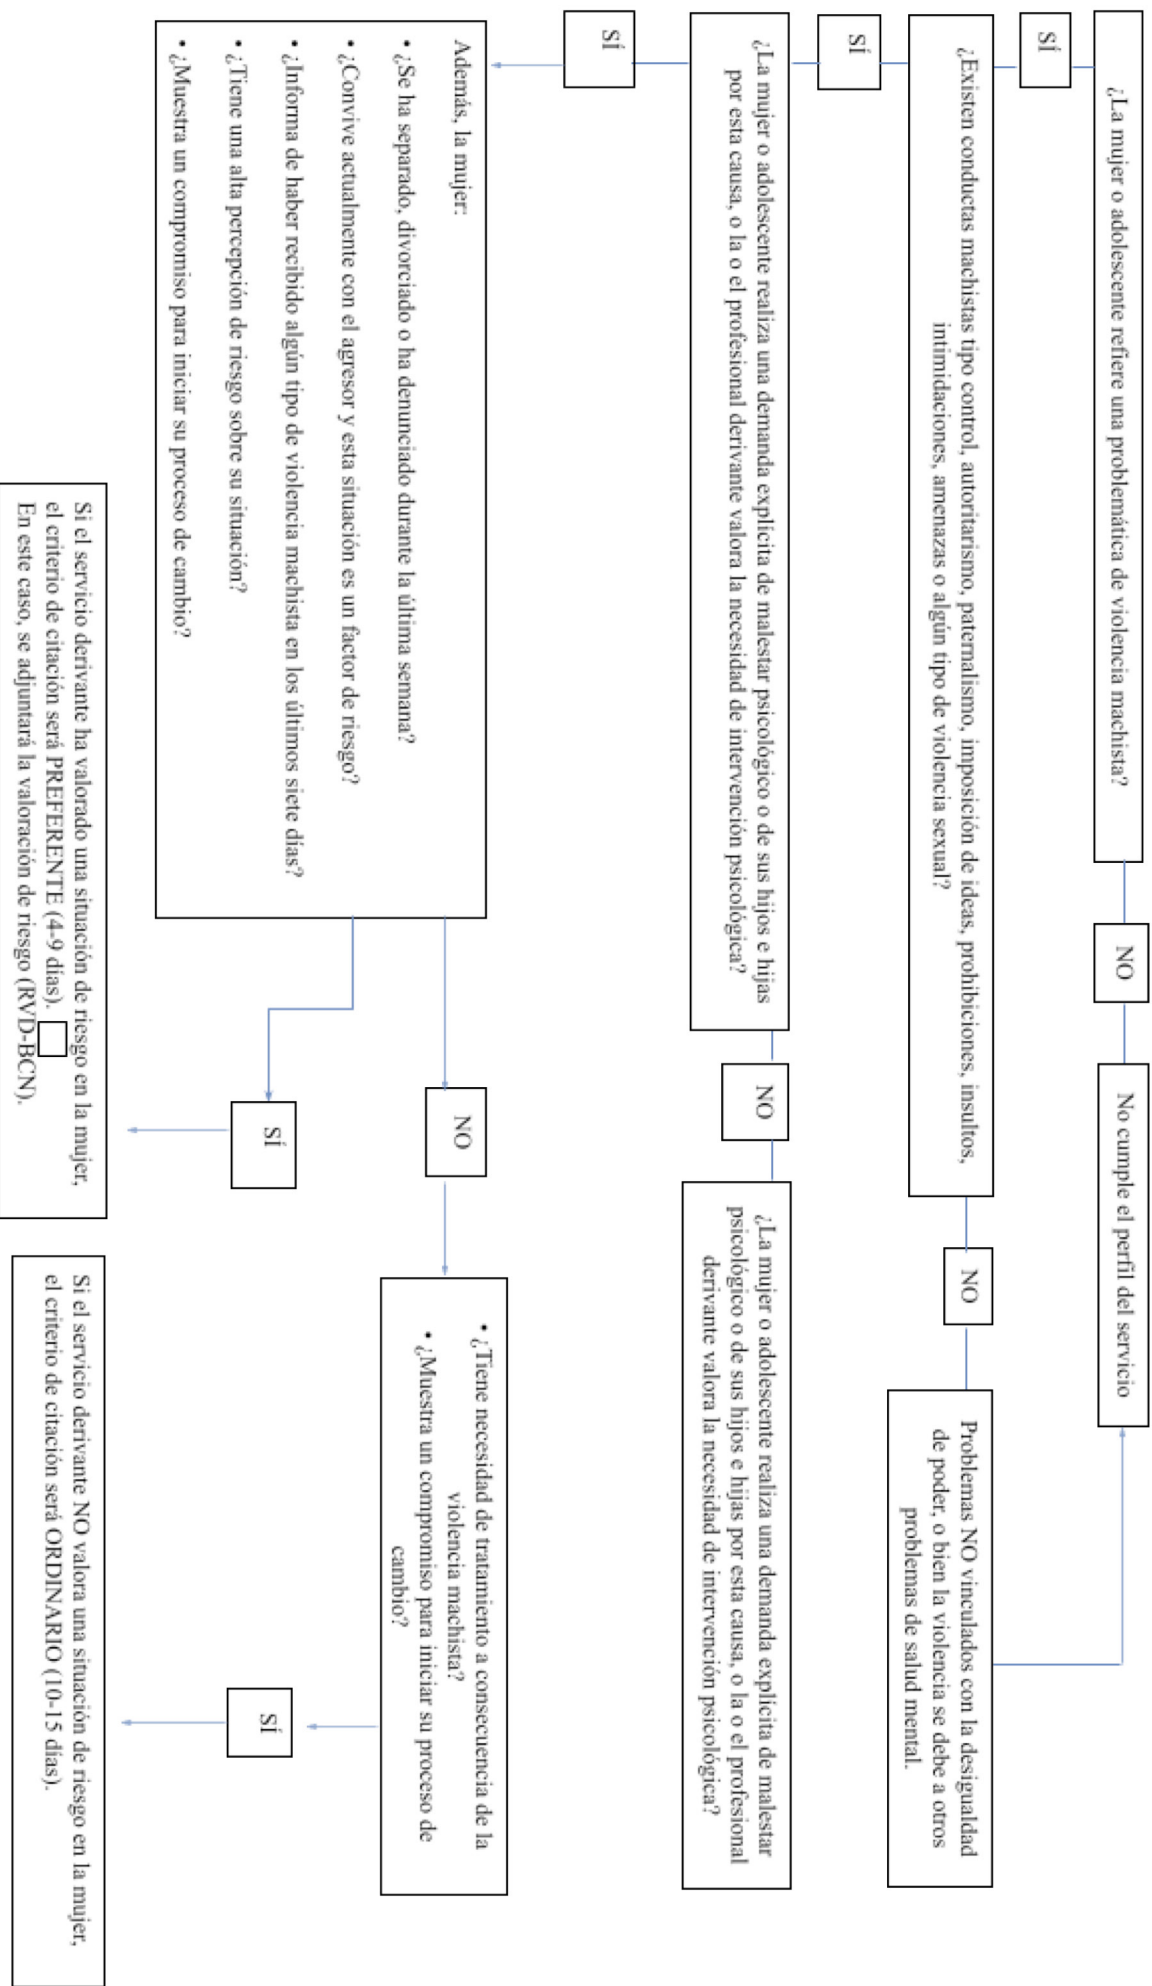 ¿La mujer o adolescente refiere una problemática de violencia machista?
NO
No cumple el perfil del servicio
SÍ
¿Existen conductas machistas tipo control, autoritarismo, paternalismo, imposición de ideas, prohibiciones, insultos,
intimidaciones, amenazas o algún tipo de violencia sexual?
NO
Problemas NO vinculados con la desigualdad
de poder, o bien la violencia se debe a otros
problemas de salud mental.
SÍ
¿La mujer o adolescente realiza una demanda explícita de malestar psicológico o de sus hijos e hijas
por esta causa, o la o el profesional derivante valora la necesidad de intervención psicológica?
NO
¿La mujer o adolescente realiza una demanda explícita de malestar
psicológico o de sus hijos e hijas por esta causa, o la o el profesional
derivante valora la necesidad de intervención psicológica?
SÍ
Además, la mujer:
• ¿Se ha separado, divorciado o ha denunciado durante la última semana?
• ¿Convive actualmente con el agresor y esta situación es un factor de riesgo?
• ¿Informa de haber recibido algún tipo de violencia machista en los últimos siete días?
• ¿Tiene una alta percepción de riesgo sobre su situación?
• ¿Muestra un compromiso para iniciar su proceso de cambio?
NO
• ¿Tiene necesidad de tratamiento a consecuencia de la
violencia machista?
• ¿Muestra un compromiso para iniciar su proceso de
cambio?
SÍ
SÍ
Si el servicio derivante ha valorado una situación de riesgo en la mujer,
el criterio de citación será PREFERENTE (4-9 días).
En este caso, se adjuntará la valoración de riesgo (RVD-BCN).
Si el servicio derivante NO valora una situación de riesgo en la mujer,
el criterio de citación será ORDINARIO (10-15 días).